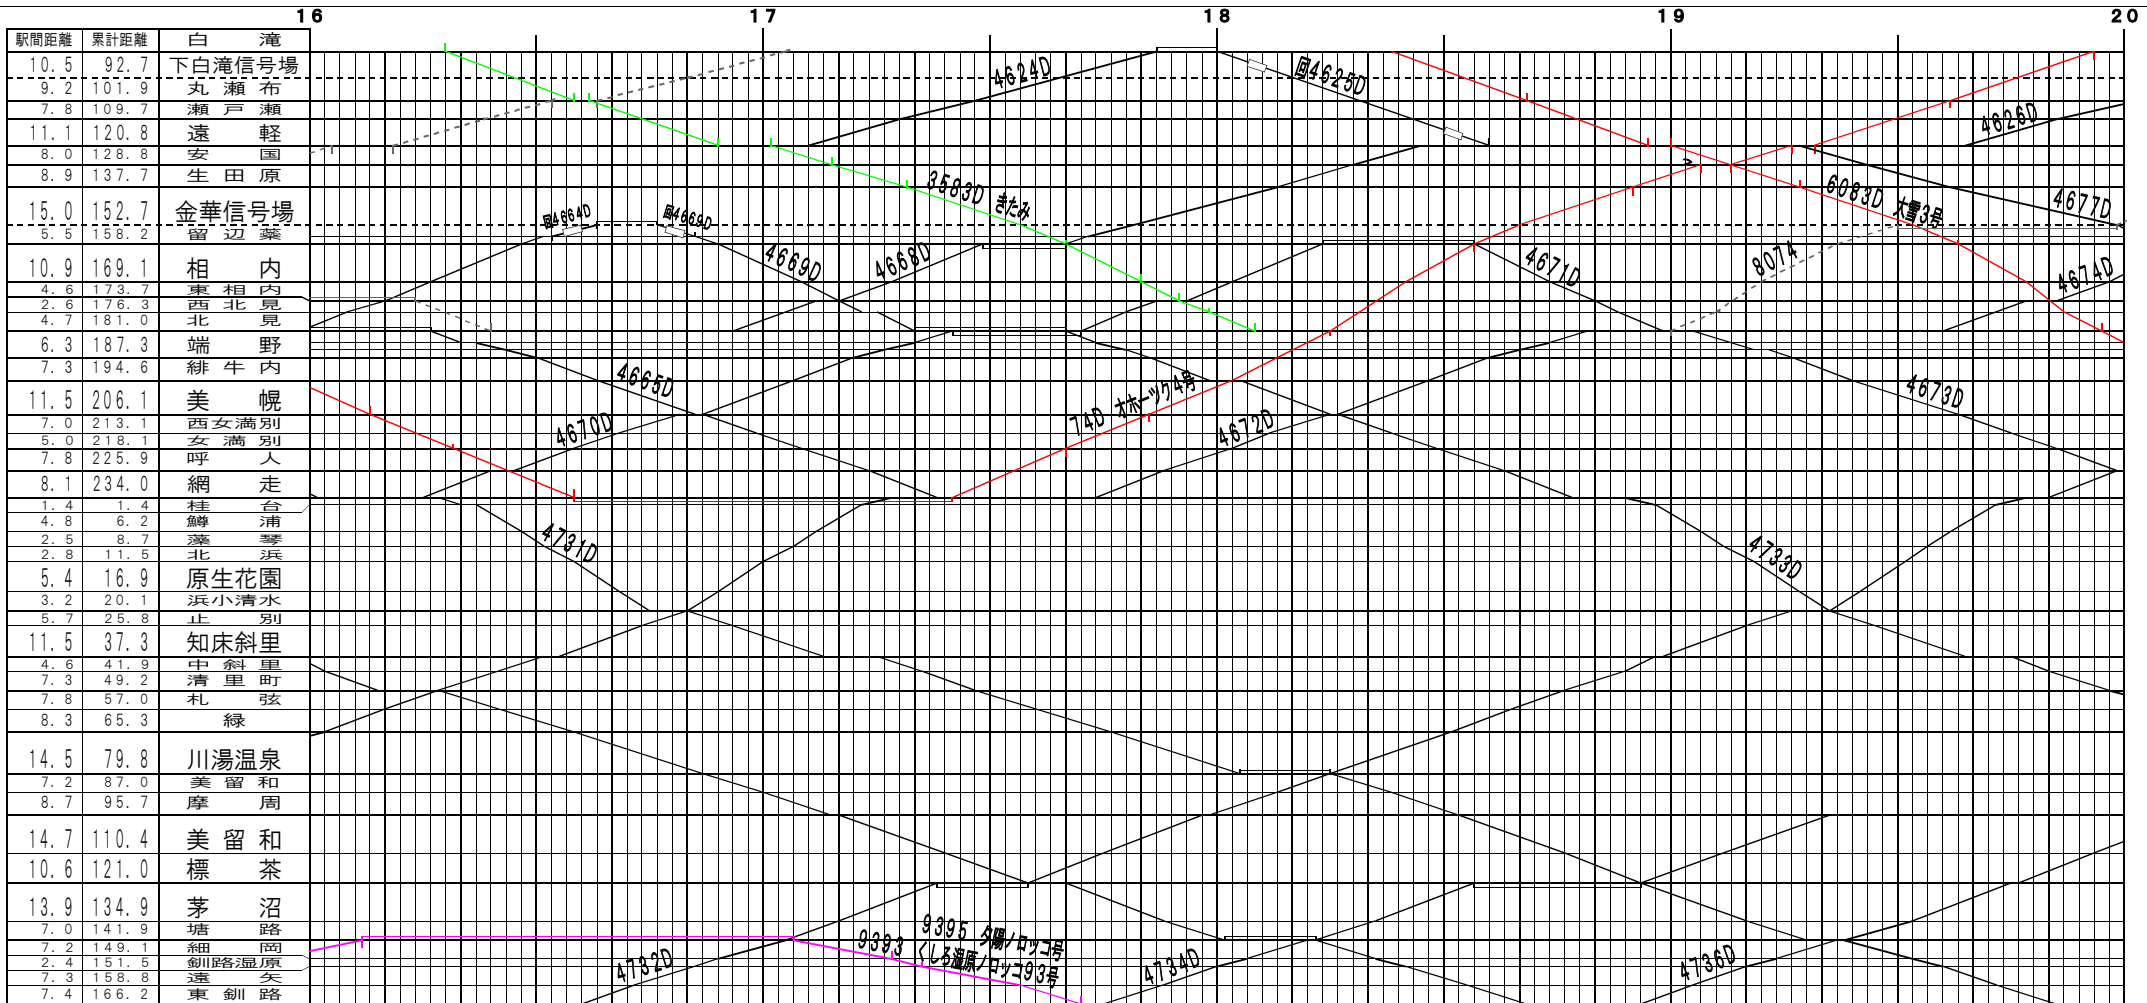 16 17 18 19 20
駅間距離 累計距離 白滝
10.5 92.7 下白滝信号場
9.2 101.9 丸瀬布
7.8 109.7 瀬戸瀬
11.1 120.8 遠軽
8.0 128.8 安国
8.9 137.7 生田原
15.0 152.7 金華信号場
5.5 158.2 留辺蘂
10.9 169.1 相内
4.6 173.7 東相内
2.6 176.3 西北見
4.7 181.0 北見
6.3 187.3 端野
7.3 194.6 緋牛内
11.5 206.1 美幌
7.0 213.1 西女満別
5.0 218.1 女満別
7.8 225.9 呼人
8.1 234.0 網走
1.4 1.4 桂台
4.8 6.2 鱒浦
2.5 8.7 藻琴
2.8 11.5 北浜
5.4 16.9 原生花園
3.2 20.1 浜小清水
5.7 25.8 止別
11.5 37.3 知床斜里
4.6 41.9 中斜里
7.3 49.2 清里町
7.8 57.0 札弦
8.3 65.3 緑
14.5 79.8 川湯温泉
7.2 87.0 美留和
8.7 95.7 摩周
14.7 110.4 美留和
10.6 121.0 標茶
13.9 134.9 茅沼
7.0 141.9 塘路
7.2 149.1 細岡
2.4 151.5 釧路湿原
7.3 158.8 遠矢
7.4 166.2 東釧路
4624D
回4625D
4626D
3583D きたみ
6083D 大雪3号
4677D
回4664D
回4669D
4669D
4668D
4671D
8074
4674D
4665D
4670D
74D オホーツク4号
4672D
4673D
4731D
4733D
4732D
9393 くしろ湿原ノロッコ93号
9395 夕陽ノロッコ号
4734D
4736D